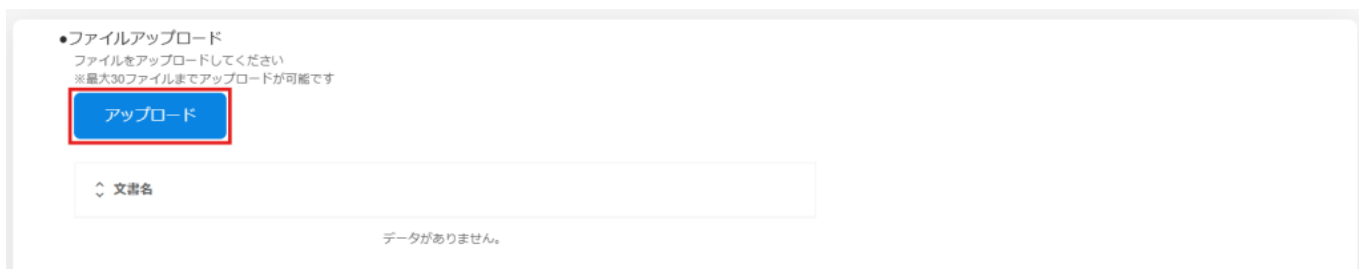 ●ファイルアップロード
ファイルをアップロードしてください
※最大30ファイルまでアップロードが可能です
アップロード
文書名
データがありません。